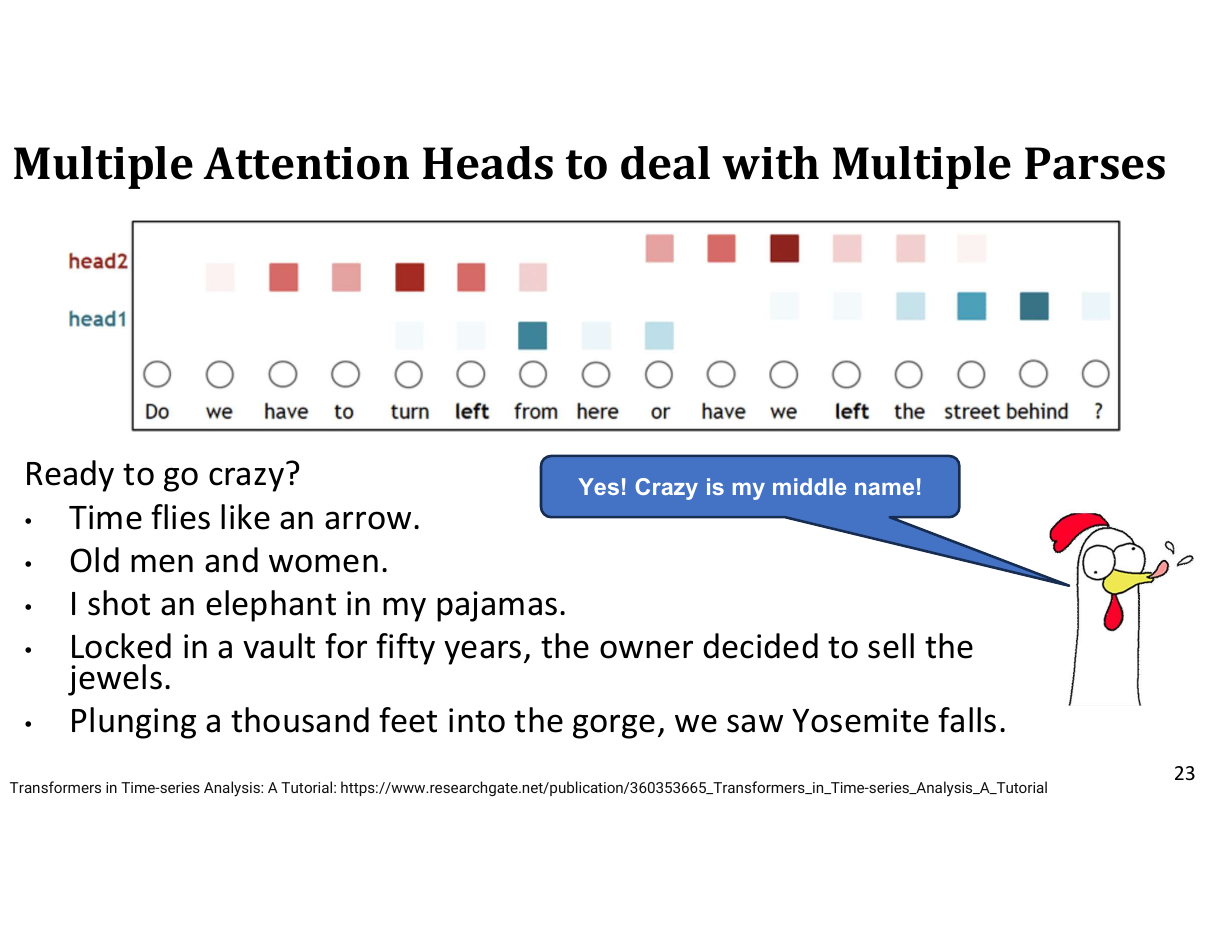 Multiple Attention Heads to deal with Multiple Parses
head2
head1
Do we have to turn left from here or have we left the street behind ?
Ready to go crazy?
Yes! Crazy is my middle name!
• Time flies like an arrow.
• Old men and women.
• I shot an elephant in my pajamas.
• Locked in a vault for fifty years, the owner decided to sell the
jewels.
• Plunging a thousand feet into the gorge, we saw Yosemite falls.
23
Transformers in Time-series Analysis: A Tutorial: https://www.researchgate.net/publication/360353665_Transformers_in_Time-series_Analysis_A_Tutorial